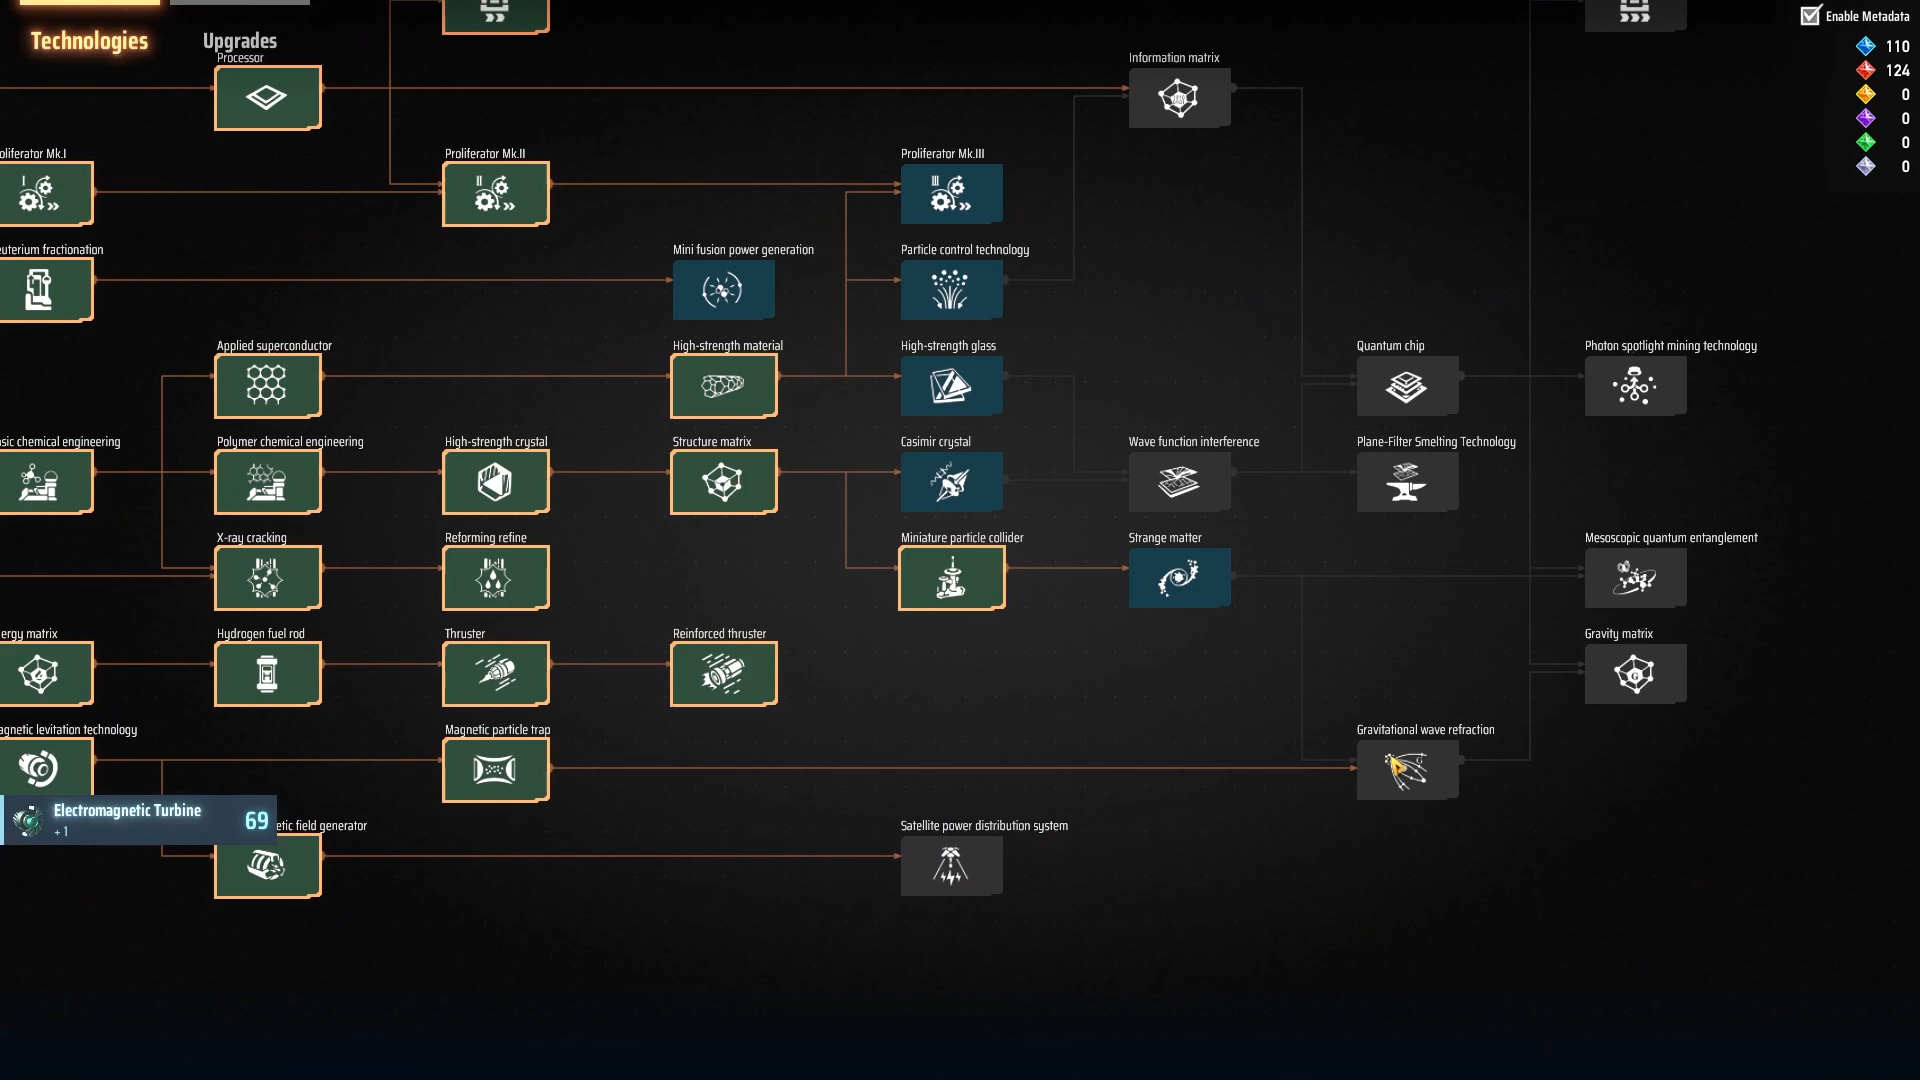 Technologies
Upgrades
Enable Metadata
110
124
0
0
0
0
Processor
Information matrix
oliferator Mk.I
Proliferator Mk.II
Proliferator Mk.III
I
II
III
euterium fractionation
Mini fusion power generation
Particle control technology
Applied superconductor
High-strength material
High-strength glass
Quantum chip
Photon spotlight mining technology
sic chemical engineering
Polymer chemical engineering
High-strength crystal
Structure matrix
Casimir crystal
Wave function interference
Plane-Filter Smelting Technology
X-ray cracking
Reforming refine
Miniature particle collider
Strange matter
Mesoscopic quantum entanglement
ergy matrix
Hydrogen fuel rod
Thruster
Reinforced thruster
Gravity matrix
G
agnetic levitation technology
Magnetic particle trap
Gravitational wave refraction
G
Electromagnetic Turbine
+ 1
69
etic field generator
Satellite power distribution system